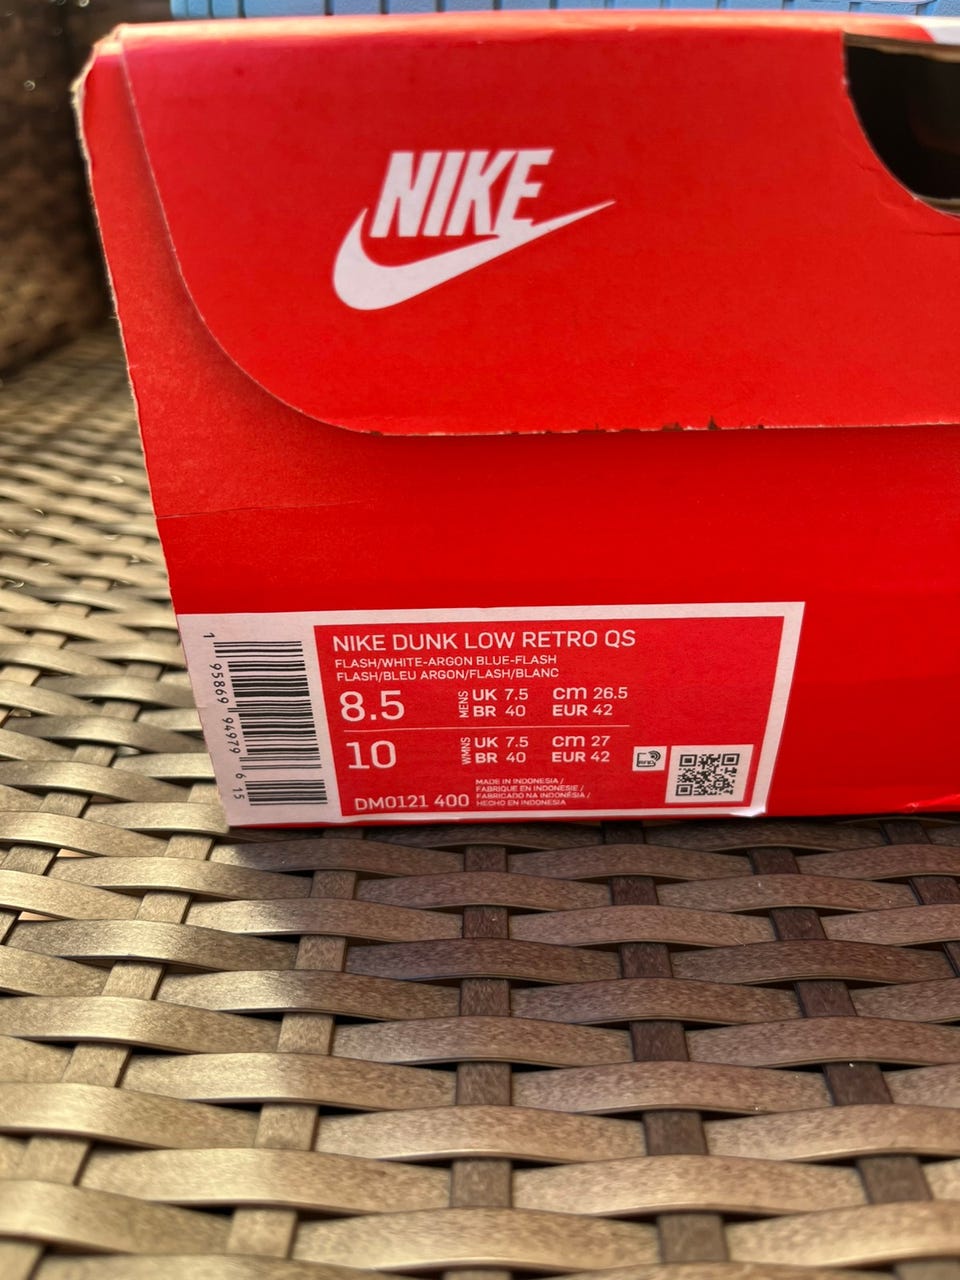 NIKE
NIKE DUNK LOW RETRO QS
FLASH/WHITE-ARGON BLUE-FLASH
FLASH/BLEU ARGON/FLASH/BLANC
8.5 MENS UK 7.5 cm 26.5
BR 40 EUR 42
10 WMNS UK 7.5 cm 27
BR 40 EUR 42
DM0121 400
MADE IN INDONESIA /
FABRIQUE EN INDONESIE /
FABRICADO NA INDONÉSIA /
HECHO EN INDONESIA
1 95869 94979 6 15